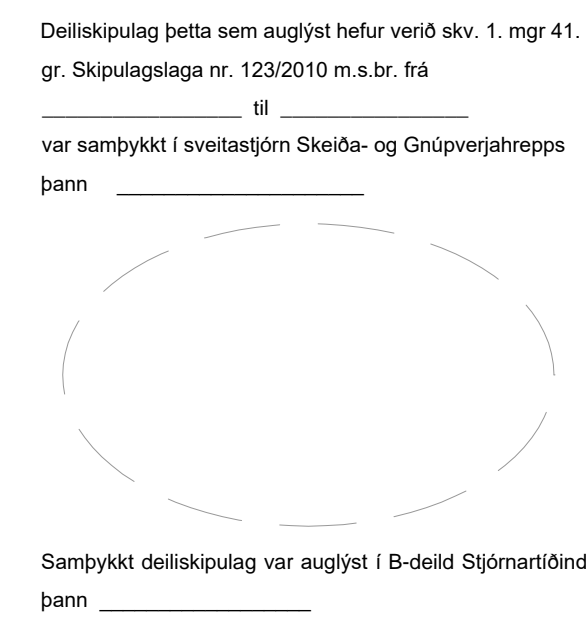 Deiliskipulag þetta sem auglýst hefur verið skv. 1. mgr 41.
gr. Skipulagslaga nr. 123/2010 m.s.br. frá
__________________ til _________________
var samþykkt í sveitastjórn Skeiða- og Gnúpverjahrepps
þann ______________________
Samþykkt deiliskipulag var auglýst í B-deild Stjórnartíðind
þann ___________________